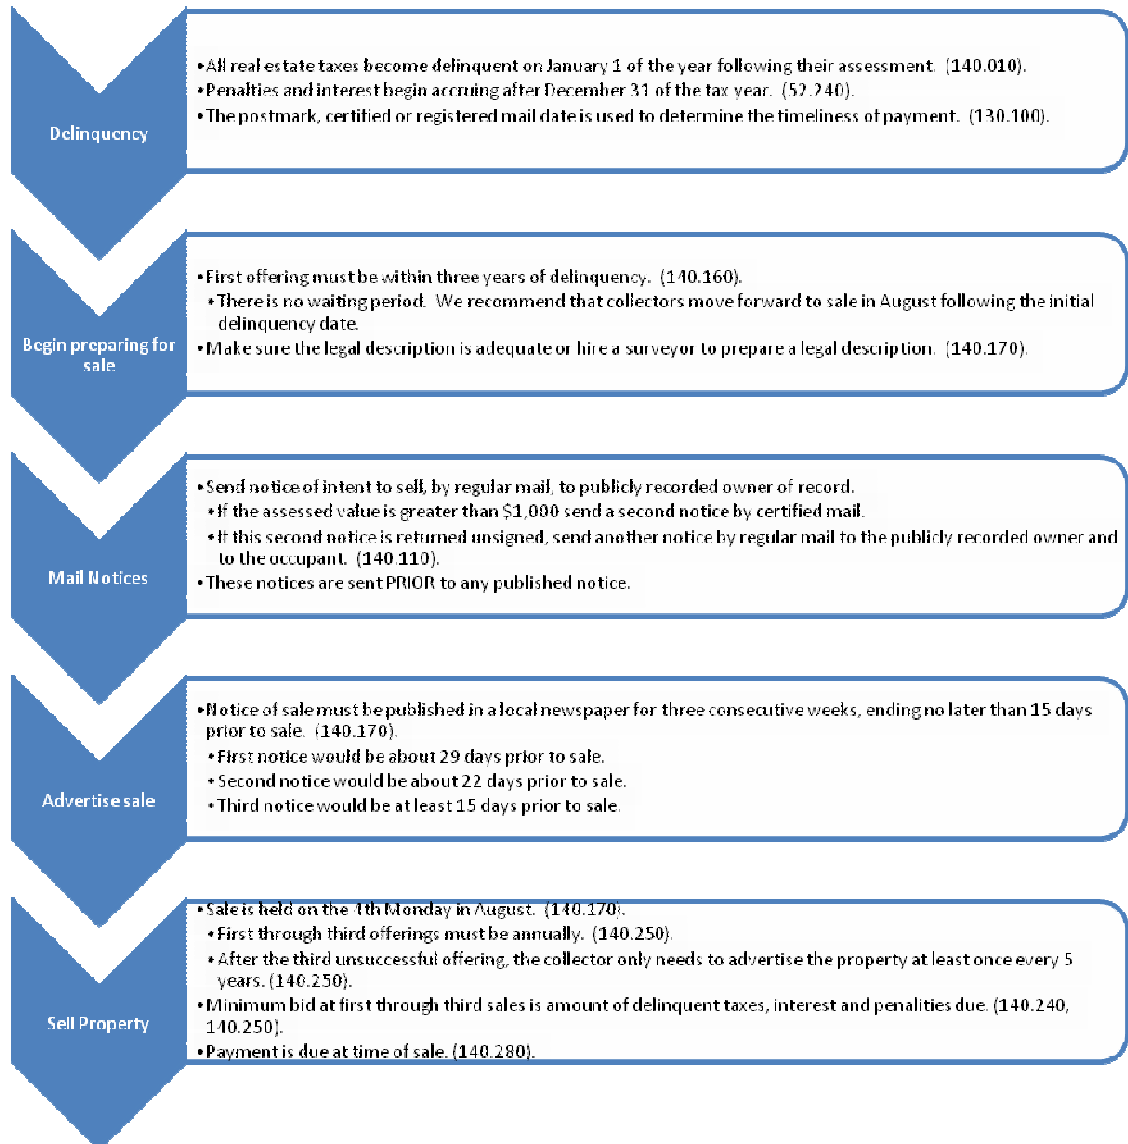 Delinquency
•All real estate taxes become delinquent on January 1 of the year following their assessment. (140.010).
•Penalties and interest begin accruing after December 31 of the tax year. (52.240).
•The postmark, certified or registered mail date is used to determine the timeliness of payment. (130.100).
Begin preparing for
sale
•First offering must be within three years of delinquency. (140.160).
•There is no waiting period. We recommend that collectors move forward to sale in August following the initial
delinquency date.
•Make sure the legal description is adequate or hire a surveyor to prepare a legal description. (140.170).
Mail Notices
•Send notice of intent to sell, by regular mail, to publicly recorded owner of record.
•If the assessed value is greater than $1,000 send a second notice by certified mail.
•If this second notice is returned unsigned, send another notice by regular mail to the publicly recorded owner and
to the occupant. (140.110).
•These notices are sent PRIOR to any published notice.
Advertise sale
•Notice of sale must be published in a local newspaper for three consecutive weeks, ending no later than 15 days
prior to sale. (140.170).
•First notice would be about 29 days prior to sale.
•Second notice would be about 22 days prior to sale.
•Third notice would be at least 15 days prior to sale.
Sell Property
•Sale is held on the 4th Monday in August. (140.170).
•First through third offerings must be annually. (140.250).
•After the third unsuccessful offering, the collector only needs to advertise the property at least once every 5
years. (140.250).
•Minimum bid at first through third sales is amount of delinquent taxes, interest and penalities due. (140.240,
140.250).
•Payment is due at time of sale. (140.280).